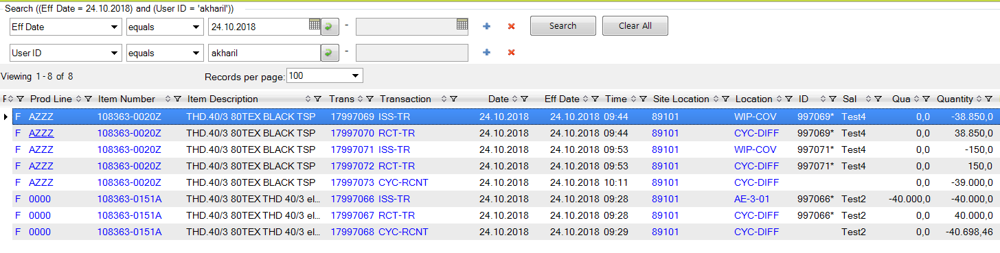 Search ((Eff Date = 24.10.2018) and (User ID = 'akharil'))
Eff Date equals 24.10.2018 - Search Clear All
User ID equals akharil -
Viewing 1 - 8 of 8 Records per page: 100
F Prod Line Item Number Item Description Trans Transaction Date Eff Date Time Site Location Location ID Sal Qua Quantity
F AZZZ 108363-0020Z THD.40/3 80TEX BLACK TSP 17997069 ISS-TR 24.10.2018 24.10.2018 09:44 89101 WIP-COV 997069* Test4 0,0 -38.850,0
F AZZZ 108363-0020Z THD.40/3 80TEX BLACK TSP 17997070 RCT-TR 24.10.2018 24.10.2018 09:44 89101 CYC-DIFF 997069* Test4 0,0 38.850,0
F AZZZ 108363-0020Z THD.40/3 80TEX BLACK TSP 17997071 ISS-TR 24.10.2018 24.10.2018 09:53 89101 WIP-COV 997071* Test4 0,0 -150,0
F AZZZ 108363-0020Z THD.40/3 80TEX BLACK TSP 17997072 RCT-TR 24.10.2018 24.10.2018 09:53 89101 CYC-DIFF 997071* Test4 0,0 150,0
F AZZZ 108363-0020Z THD.40/3 80TEX BLACK TSP 17997073 CYC-RCNT 24.10.2018 24.10.2018 10:11 89101 CYC-DIFF 0,0 -39.000,0
F 0000 108363-0151A THD.40/3 80TEX THD 40/3 el... 17997066 ISS-TR 24.10.2018 24.10.2018 09:28 89101 AE-3-01 997066* Test2 -40.000,0 -40.000,0
F 0000 108363-0151A THD.40/3 80TEX THD 40/3 el... 17997067 RCT-TR 24.10.2018 24.10.2018 09:28 89101 CYC-DIFF 997066* Test2 0,0 40.000,0
F 0000 108363-0151A THD.40/3 80TEX THD 40/3 el... 17997068 CYC-RCNT 24.10.2018 24.10.2018 09:29 89101 CYC-DIFF Test2 0,0 -40.698,46